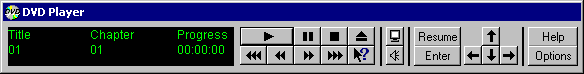 DVD Player
Title Chapter Progress
01 01 00:00:00
Resume
Enter
Help
Options